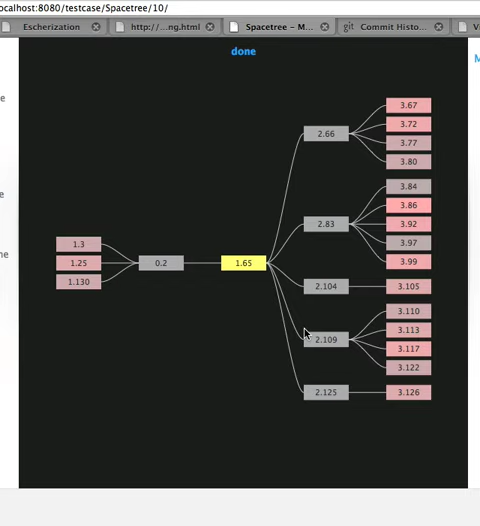 ocalhost:8080/testcase/Spacetree/10/
Escherization
http://...ng.html
Spacetree – M...
git Commit Histo...
Vi
done
M
e
e
ne
3.67
3.72
2.66
3.77
3.80
3.84
3.86
2.83
3.92
3.97
3.99
1.3
1.25
0.2
1.65
1.130
2.104
3.105
3.110
3.113
2.109
3.117
3.122
2.125
3.126